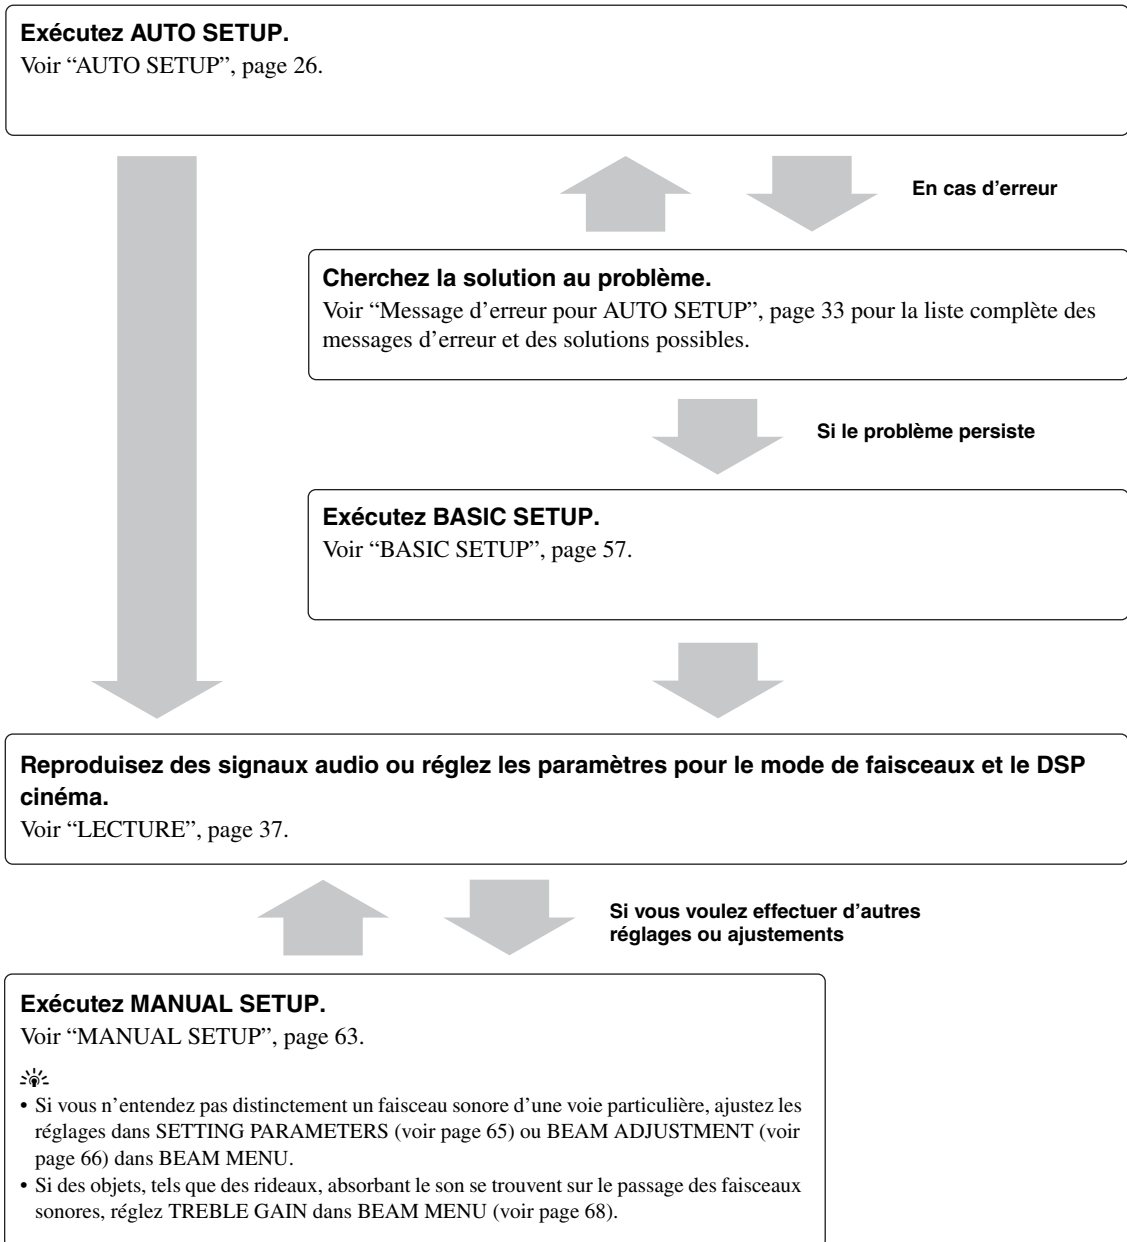 Exécutez AUTO SETUP.
Voir “AUTO SETUP”, page 26.
En cas d’erreur
Cherchez la solution au problème.
Voir “Message d’erreur pour AUTO SETUP”, page 33 pour la liste complète des
messages d’erreur et des solutions possibles.
Si le problème persiste
Exécutez BASIC SETUP.
Voir “BASIC SETUP”, page 57.
Reproduisez des signaux audio ou réglez les paramètres pour le mode de faisceaux et le DSP
cinéma.
Voir “LECTURE”, page 37.
Si vous voulez effectuer d’autres
réglages ou ajustements
Exécutez MANUAL SETUP.
Voir “MANUAL SETUP”, page 63.
• Si vous n’entendez pas distinctement un faisceau sonore d’une voie particulière, ajustez les
réglages dans SETTING PARAMETERS (voir page 65) ou BEAM ADJUSTMENT (voir
page 66) dans BEAM MENU.
• Si des objets, tels que des rideaux, absorbant le son se trouvent sur le passage des faisceaux
sonores, réglez TREBLE GAIN dans BEAM MENU (voir page 68).